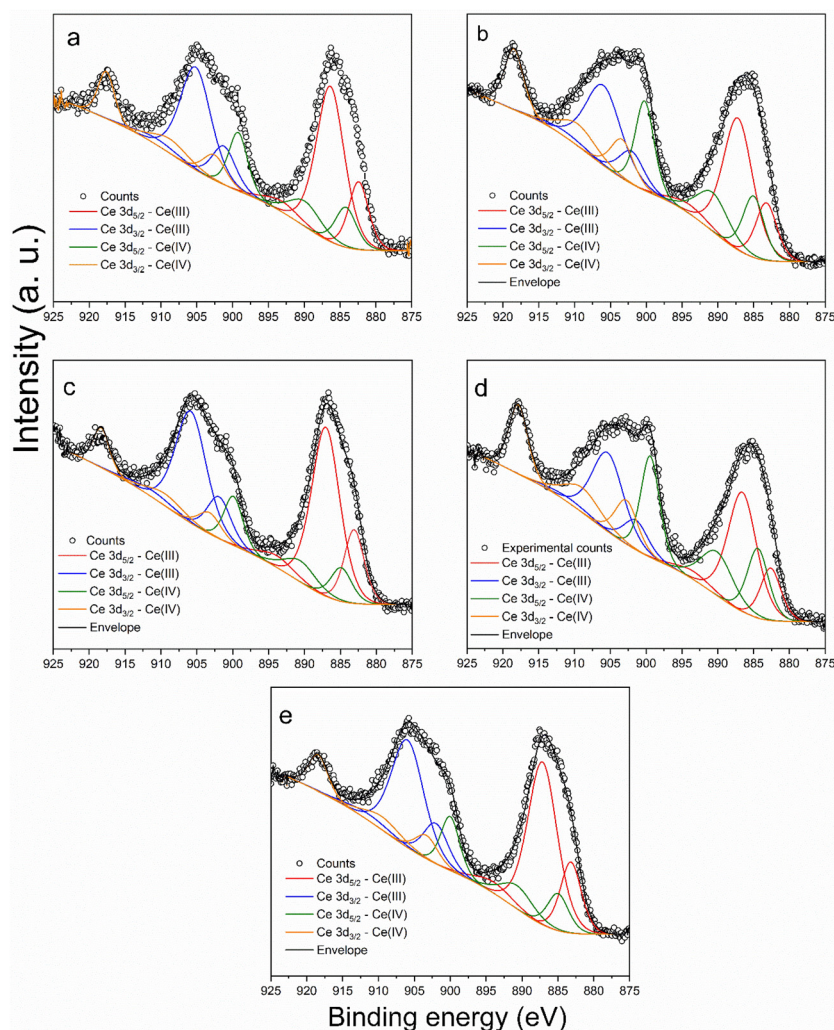 a
Counts
Ce 3d5/2 - Ce(III)
Ce 3d3/2 - Ce(III)
Ce 3d5/2 - Ce(IV)
Ce 3d3/2 - Ce(IV)
925 920 915 910 905 900 895 890 885 880 875
b
Counts
Ce 3d5/2 - Ce(III)
Ce 3d3/2 - Ce(III)
Ce 3d5/2 - Ce(IV)
Ce 3d3/2 - Ce(IV)
Envelope
925 920 915 910 905 900 895 890 885 880 875
Intensity (a. u.)
c
Counts
Ce 3d5/2 - Ce(III)
Ce 3d3/2 - Ce(III)
Ce 3d5/2 - Ce(IV)
Ce 3d3/2 - Ce(IV)
Envelope
925 920 915 910 905 900 895 890 885 880 875
d
Experimental counts
Ce 3d5/2 - Ce(III)
Ce 3d3/2 - Ce(III)
Ce 3d5/2 - Ce(IV)
Ce 3d3/2 - Ce(IV)
Envelope
925 920 915 910 905 900 895 890 885 880 875
e
Counts
Ce 3d5/2 - Ce(III)
Ce 3d3/2 - Ce(III)
Ce 3d5/2 - Ce(IV)
Ce 3d3/2 - Ce(IV)
Envelope
925 920 915 910 905 900 895 890 885 880 875
Binding energy (eV)